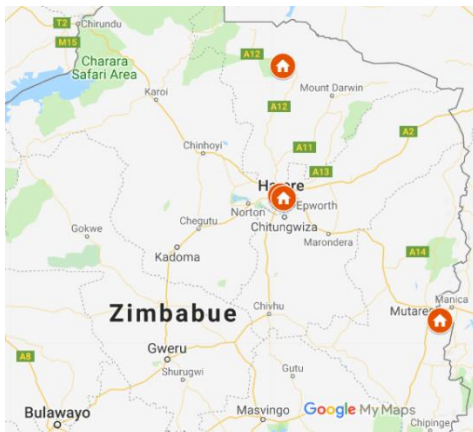 T2
Chirundu
M15
Charara
Safari Area
A12
Karoi
Mount Darwin
A12
A2
Chinhoyi
A11
A13
Harare
Norton
Epworth
Chegutu
Chitungwiza
Gokwe
Marondera
Kadoma
A14
Zimbabue
Chivhu
Manica
Mutare
Gweru
A8
Shurugwi
Gutu
Bulawayo
Masvingo
Google My Maps
Chipinge